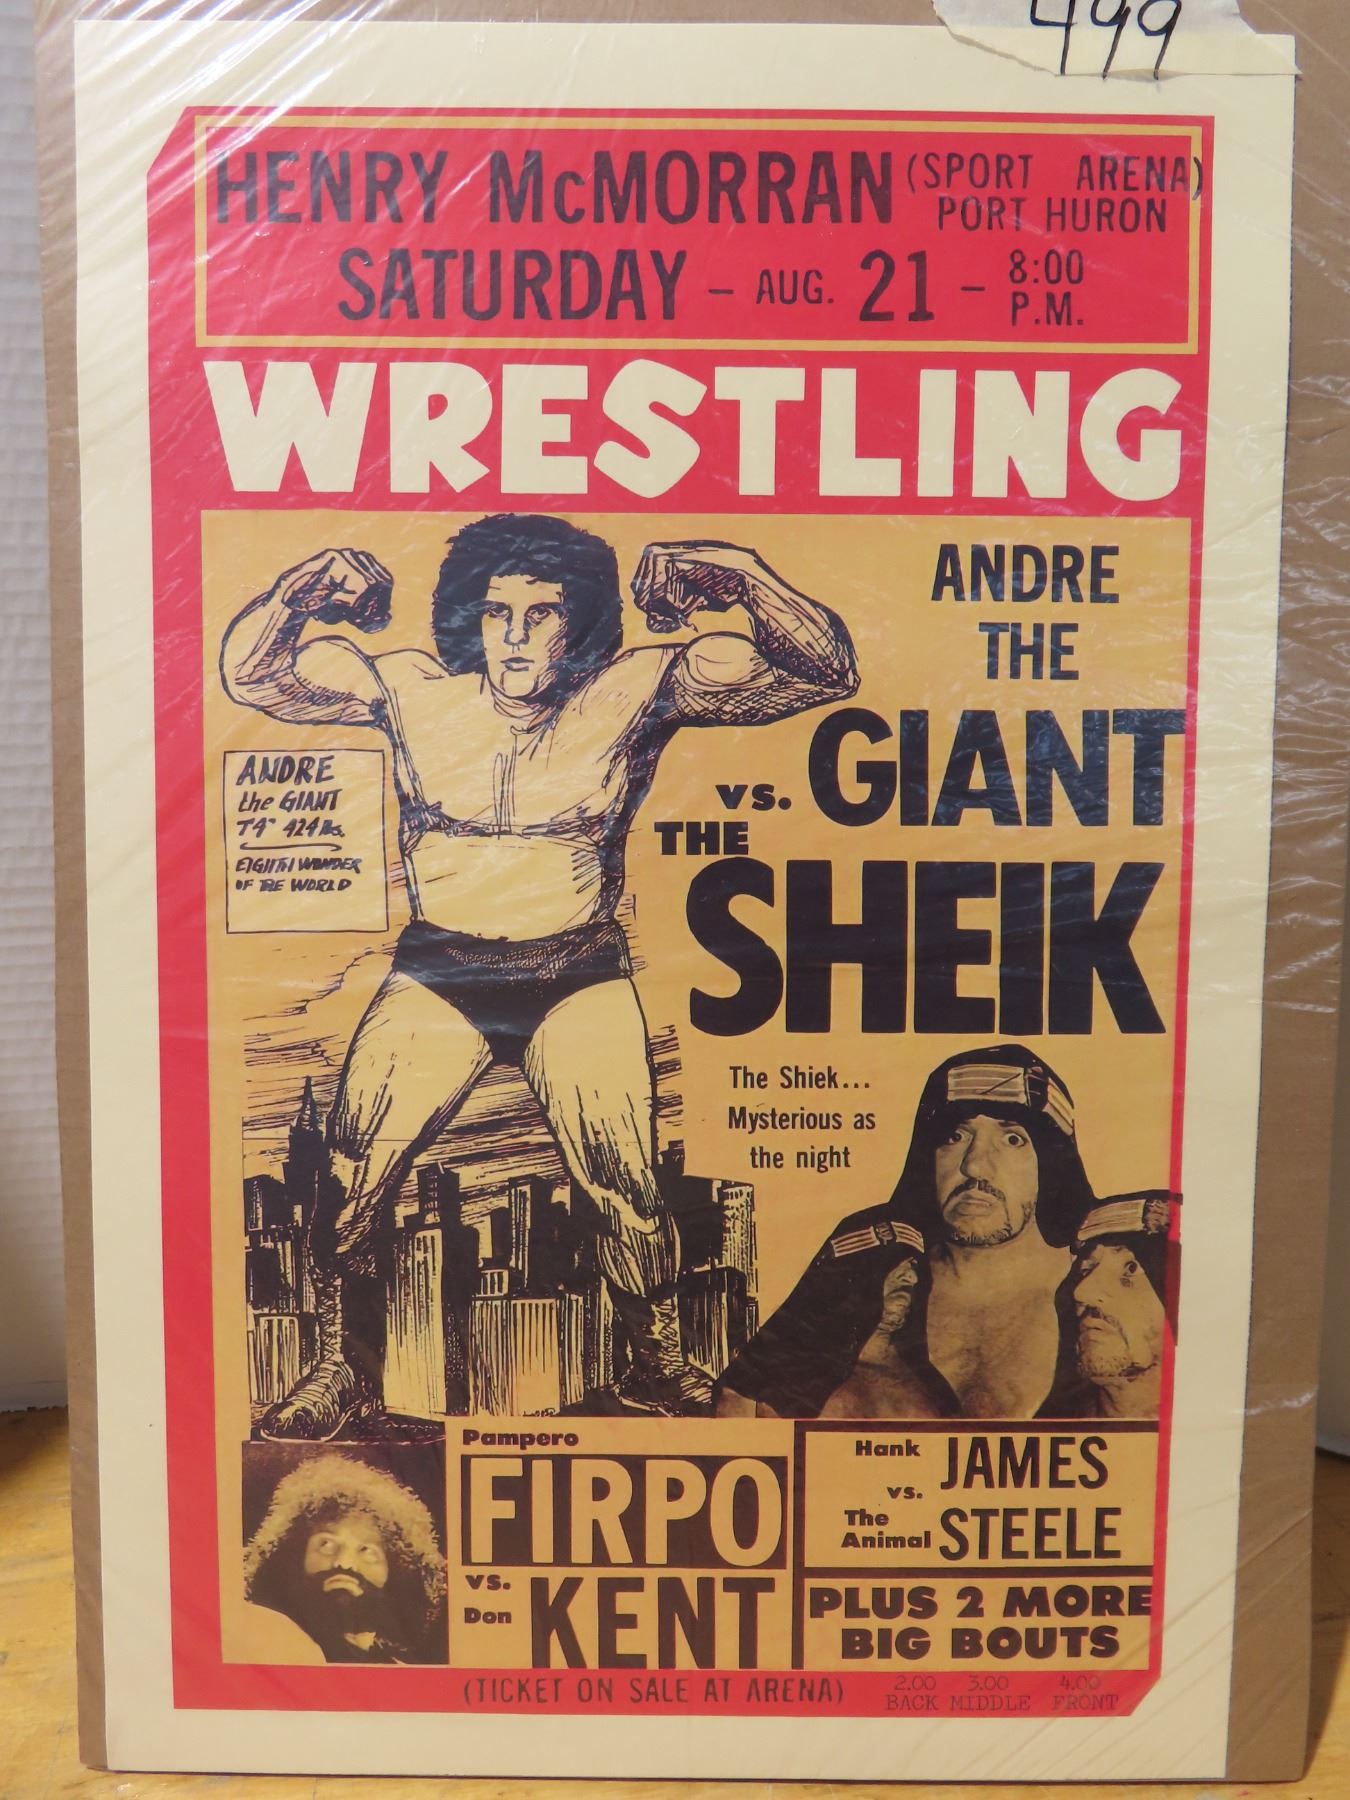 499
HENRY McMORRAN (SPORT ARENA)
PORT HURON
SATURDAY - AUG. 21 - 8:00
P.M.
WRESTLING
ANDRE
THE
vs. GIANT
THE
SHEIK
ANDRE
the GIANT
7'4" 424 lbs.
EIGHTH WONDER
OF THE WORLD
The Shiek...
Mysterious as
the night
Pampero
FIRPO
vs.
Don KENT
Hank JAMES
vs.
The
Animal STEELE
PLUS 2 MORE
BIG BOUTS
(TICKET ON SALE AT ARENA)
2.00 3.00 4.00
BACK MIDDLE FRONT